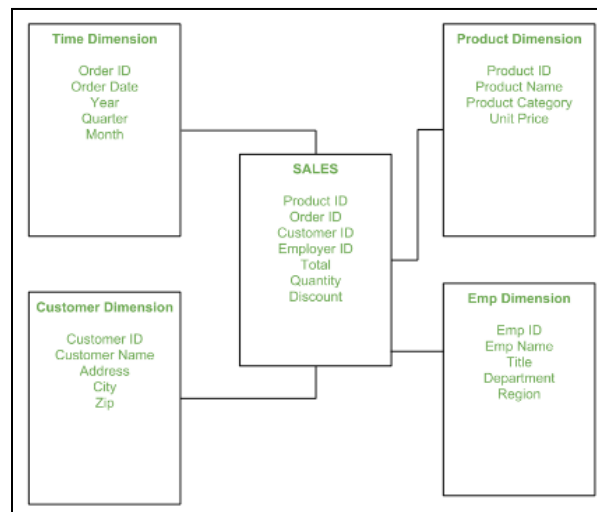 Time Dimension
Order ID
Order Date
Year
Quarter
Month
Product Dimension
Product ID
Product Name
Product Category
Unit Price
SALES
Product ID
Order ID
Customer ID
Employer ID
Total
Quantity
Discount
Customer Dimension
Customer ID
Customer Name
Address
City
Zip
Emp Dimension
Emp ID
Emp Name
Title
Department
Region